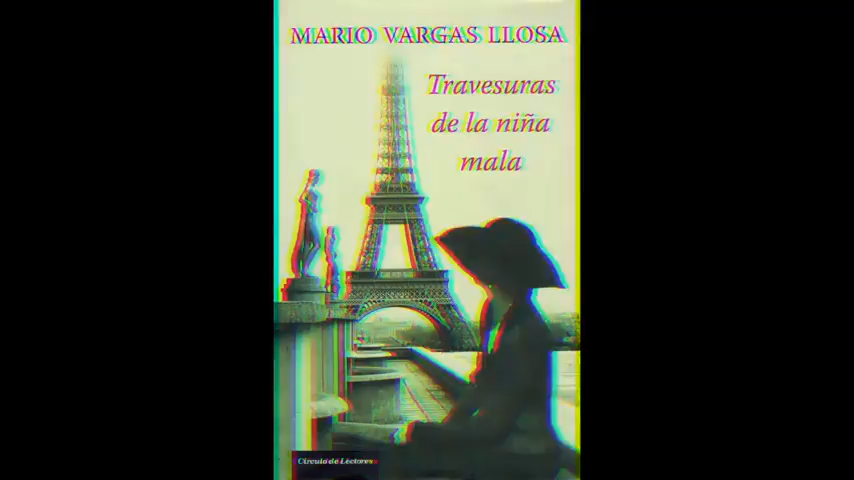 MARIO VARGAS LLOSA
Travesuras
de la niña
mala
Círculo de Lectores